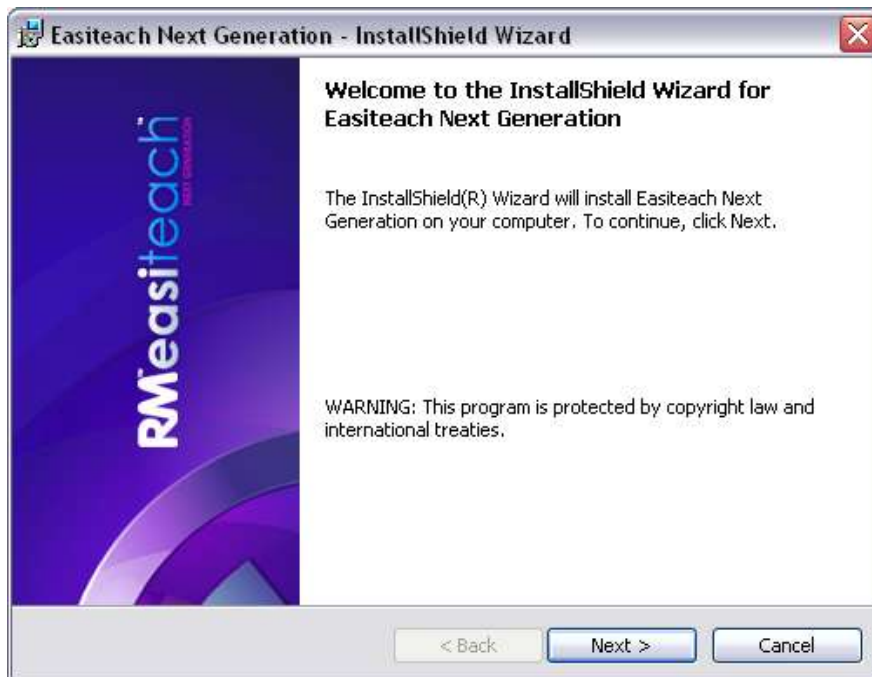 Easiteach Next Generation - InstallShield Wizard
RM easiteach™
NEXT GENERATION
Welcome to the InstallShield Wizard for
Easiteach Next Generation
The InstallShield(R) Wizard will install Easiteach Next
Generation on your computer. To continue, click Next.
WARNING: This program is protected by copyright law and
international treaties.
< Back
Next >
Cancel